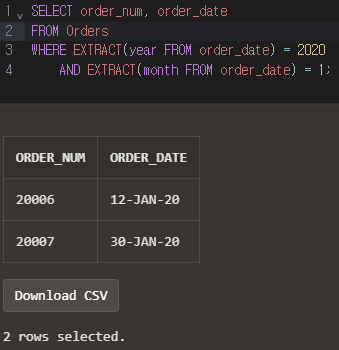 1 SELECT order_num, order_date
2 FROM Orders
3 WHERE EXTRACT(year FROM order_date) = 2020
4 AND EXTRACT(month FROM order_date) = 1;
ORDER_NUM ORDER_DATE
20006 12-JAN-20
20007 30-JAN-20
Download CSV
2 rows selected.